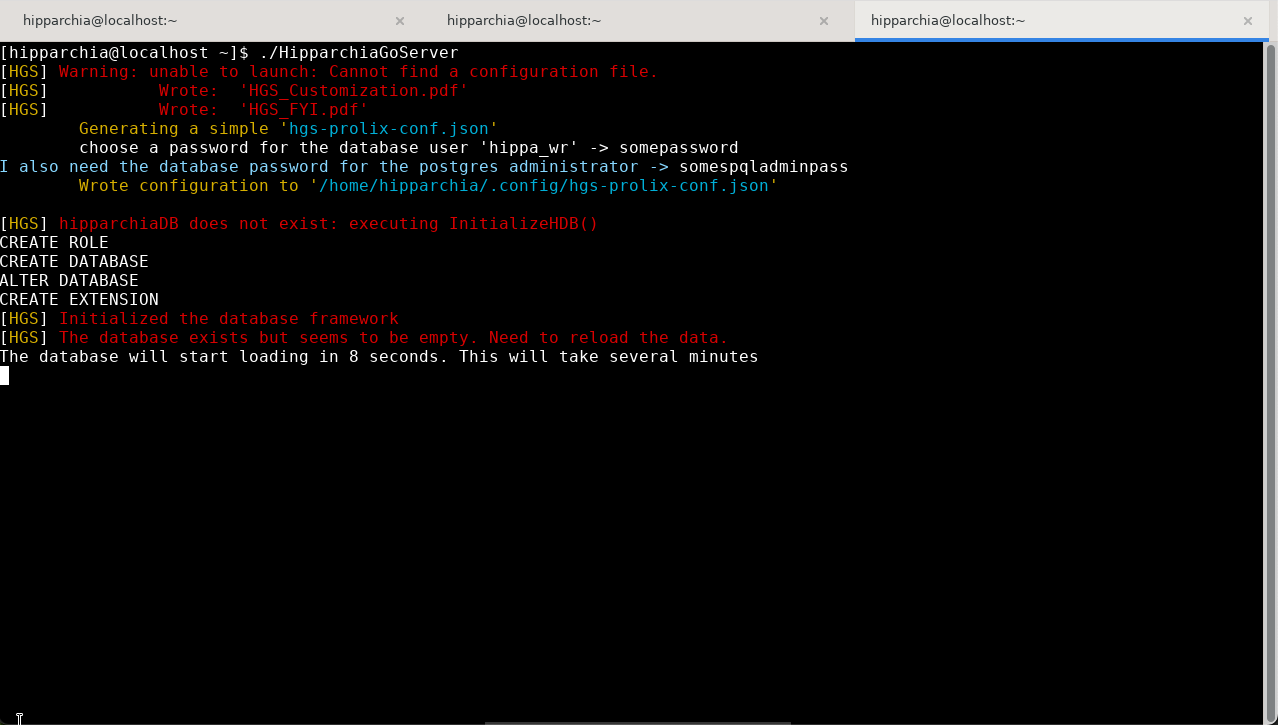 hipparchia@localhost:~ × hipparchia@localhost:~ × hipparchia@localhost:~ ×
[hipparchia@localhost ~]$ ./HipparchiaGoServer
[HGS] Warning: unable to launch: Cannot find a configuration file.
[HGS]           Wrote:  'HGS_Customization.pdf'
[HGS]           Wrote:  'HGS_FYI.pdf'
        Generating a simple 'hgs-prolix-conf.json'
        choose a password for the database user 'hippa_wr' -> somepassword
I also need the database password for the postgres administrator -> somespqladminpass
        Wrote configuration to '/home/hipparchia/.config/hgs-prolix-conf.json'
[HGS] hipparchiaDB does not exist: executing InitializeHDB()
CREATE ROLE
CREATE DATABASE
ALTER DATABASE
CREATE EXTENSION
[HGS] Initialized the database framework
[HGS] The database exists but seems to be empty. Need to reload the data.
The database will start loading in 8 seconds. This will take several minutes